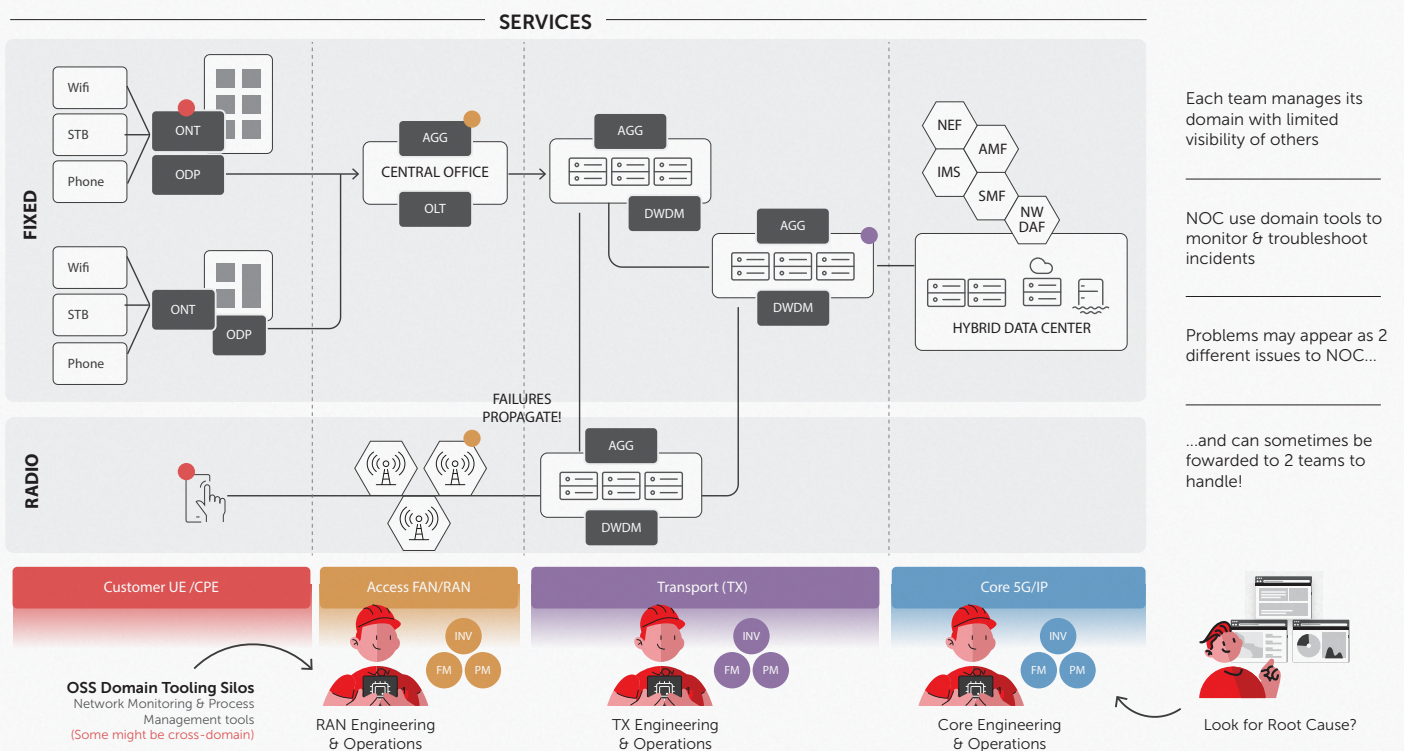 SERVICES
FIXED
Wifi
STB
Phone
ONT
ODP
Wifi
STB
Phone
ONT
ODP
AGG
CENTRAL OFFICE
OLT
AGG
DWDM
AGG
DWDM
NEF
AMF
IMS
SMF
NW
DAF
HYBRID DATA CENTER
FAILURES
PROPAGATE!
RADIO
AGG
DWDM
Each team manages its
domain with limited
visibility of others
NOC use domain tools to
monitor & troubleshoot
incidents
Problems may appear as 2
different issues to NOC...
...and can sometimes be
fowarded to 2 teams to
handle!
Customer UE /CPE
Access FAN/RAN
Transport (TX)
Core 5G/IP
OSS Domain Tooling Silos
Network Monitoring & Process
Management tools
(Some might be cross-domain)
INV
FM
PM
RAN Engineering
& Operations
INV
FM
PM
TX Engineering
& Operations
INV
FM
PM
Core Engineering
& Operations
Look for Root Cause?